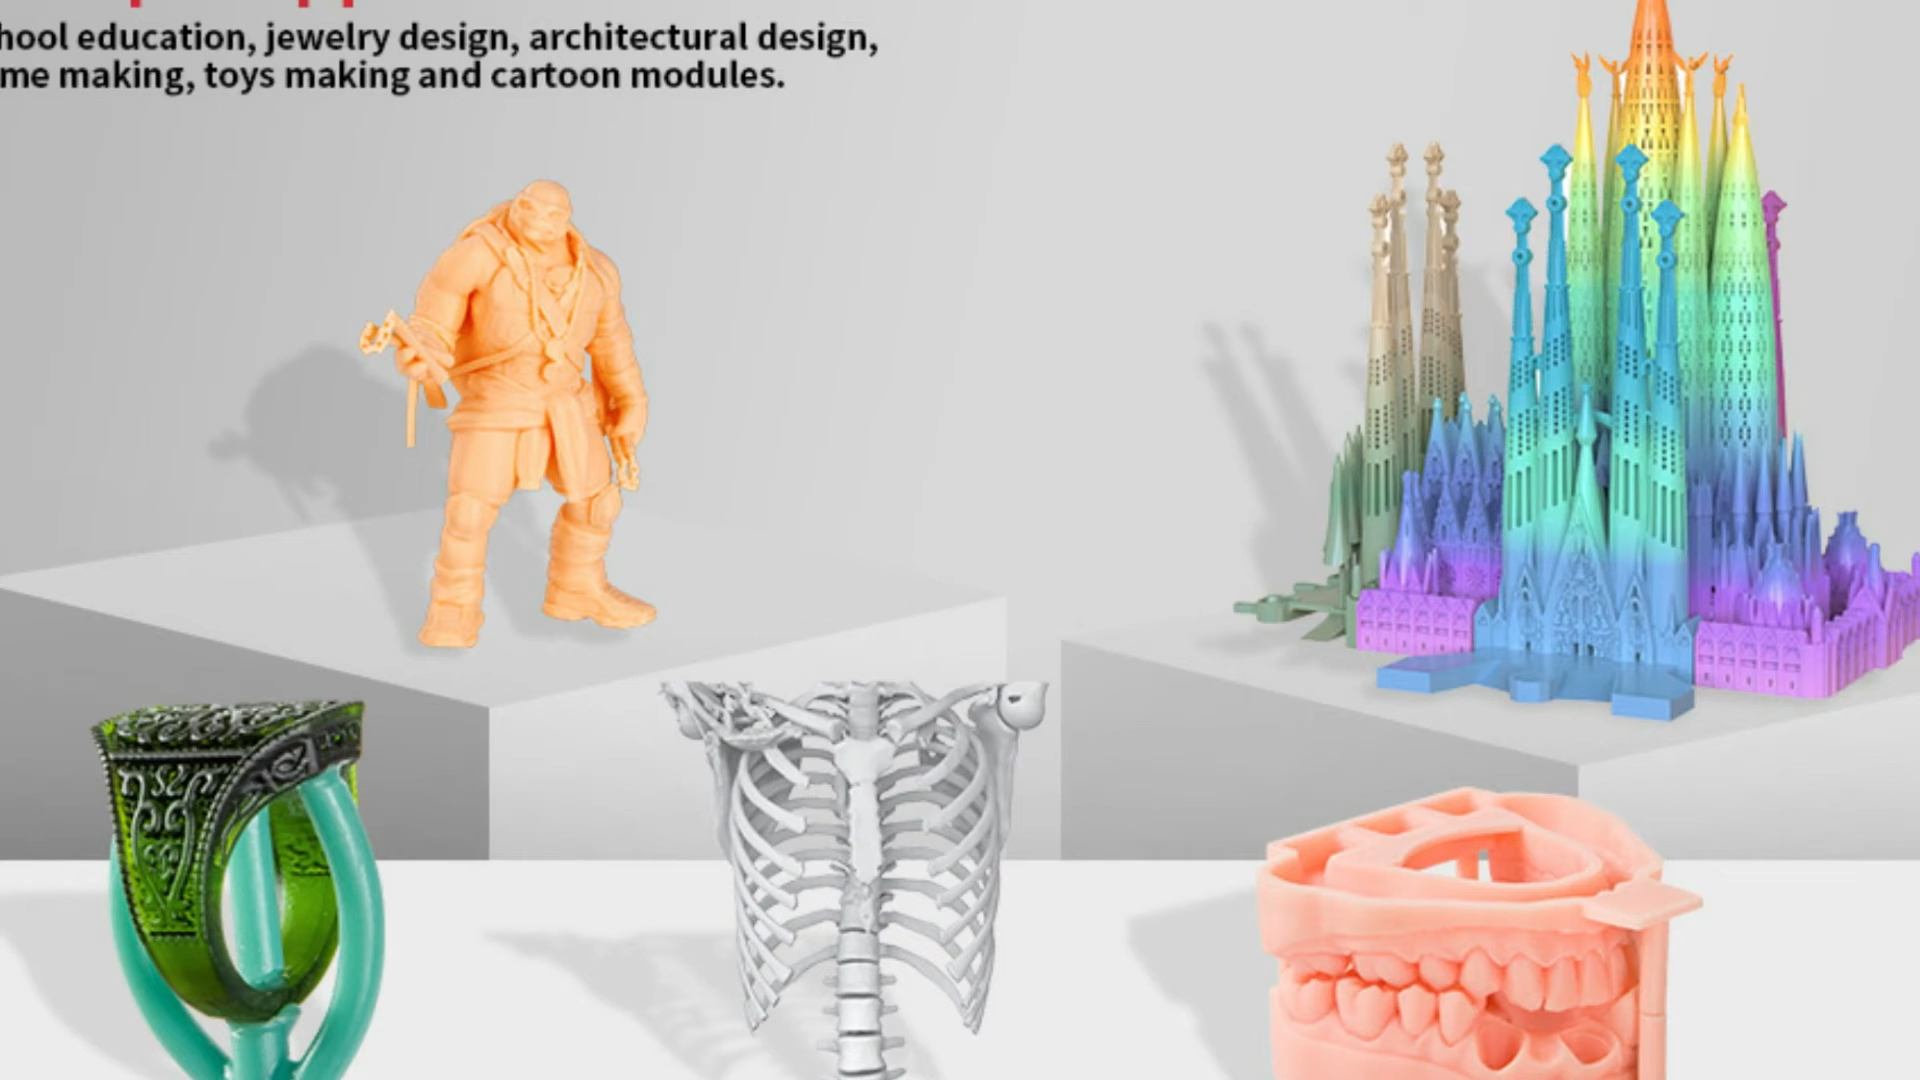 hool education, jewelry design, architectural design,
me making, toys making and cartoon modules.